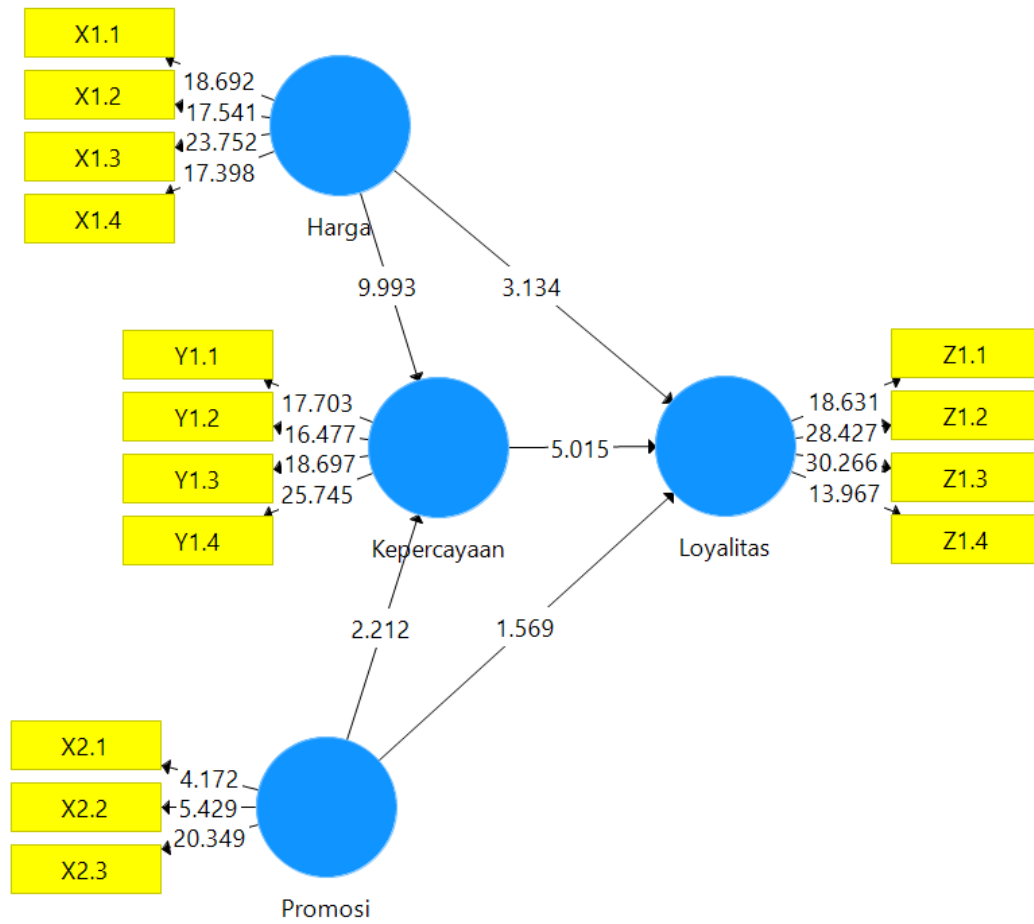 X1.1
18.692
X1.2
17.541
X1.3
23.752
17.398
X1.4
Harga
9.993
3.134
Y1.1
17.703
Y1.2
16.477
Y1.3
18.697
25.745
Y1.4
Kepercayaan
5.015
Z1.1
18.631
Z1.2
28.427
30.266
Z1.3
13.967
Z1.4
Loyalitas
2.212
1.569
X2.1
4.172
X2.2
5.429
20.349
X2.3
Promosi